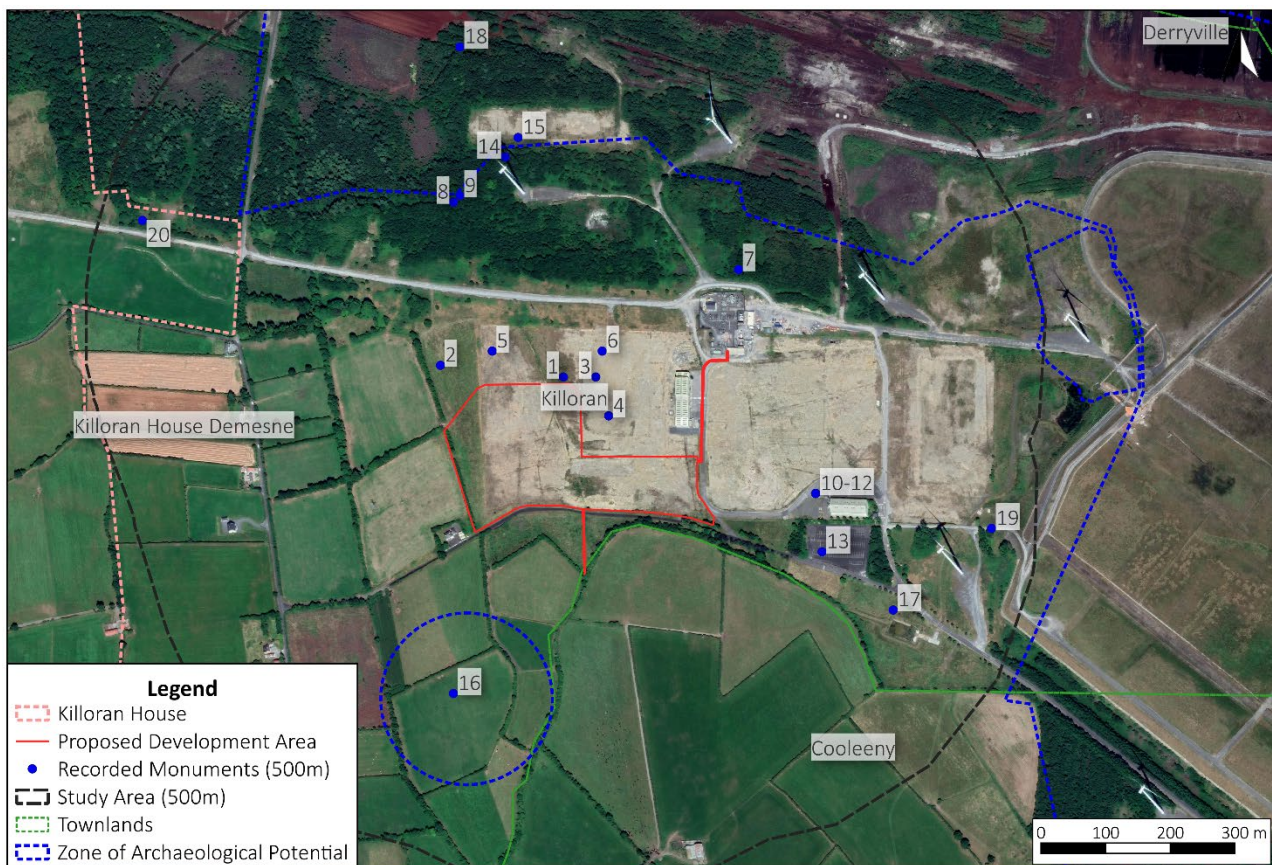 Derryville
18
15
14
9
8
20
7
5
6
2
1
3
Killoran
4
Killoran House Demesne
10-12
19
13
17
16
Cooleeny
Legend
Killoran House
Proposed Development Area
Recorded Monuments (500m)
Study Area (500m)
Townlands
Zone of Archaeological Potential
0 100 200 300 m